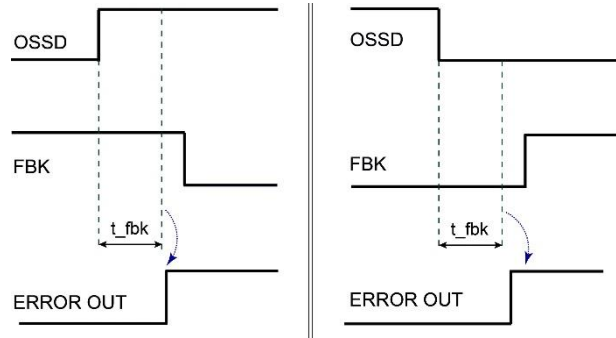 OSSD
FBK
t_fbk
ERROR OUT
OSSD
FBK
t_fbk
ERROR OUT